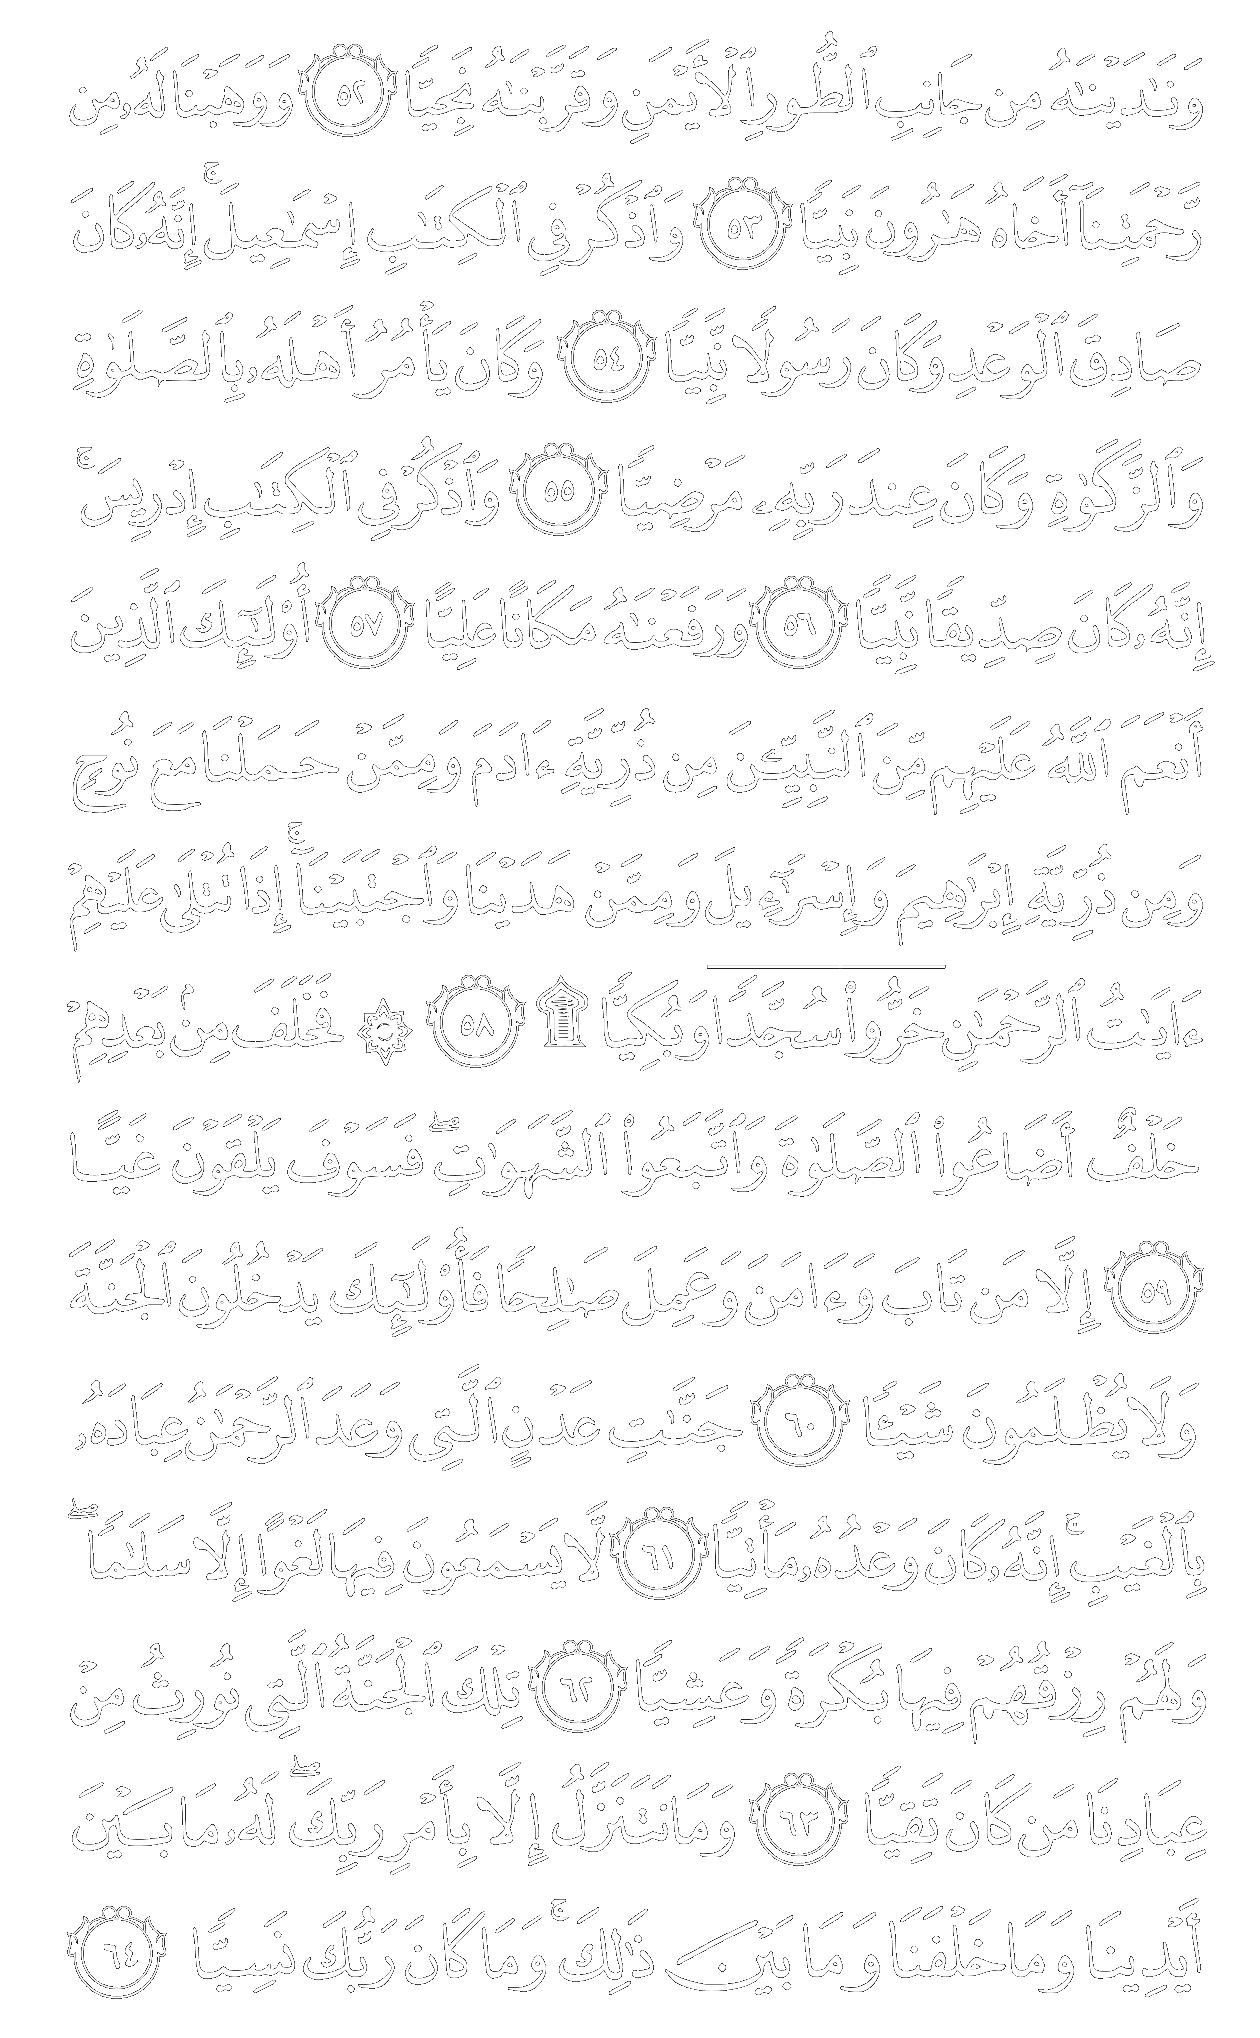 وَنَٰدَيْنَٰهُ مِن جَانِبِ ٱلطُّورِ ٱلْأَيْمَنِ وَقَرَّبْنَٰهُ نَجِيًّا ٥٢ وَوَهَبْنَا لَهُۥ مِن
رَّحْمَتِنَآ أَخَاهُ هَٰرُونَ نَبِيًّا ٥٣ وَٱذْكُرْ فِى ٱلْكِتَٰبِ إِسْمَٰعِيلَ ۚ إِنَّهُۥ كَانَ
صَادِقَ ٱلْوَعْدِ وَكَانَ رَسُولًا نَّبِيًّا ٥٤ وَكَانَ يَأْمُرُ أَهْلَهُۥ بِٱلصَّلَوٰةِ
وَٱلزَّكَوٰةِ وَكَانَ عِندَ رَبِّهِۦ مَرْضِيًّا ٥٥ وَٱذْكُرْ فِى ٱلْكِتَٰبِ إِدْرِيسَ ۚ
إِنَّهُۥ كَانَ صِدِّيقًا نَّبِيًّا ٥٦ وَرَفَعْنَٰهُ مَكَانًا عَلِيًّا ٥٧ أُو۟لَٰٓئِكَ ٱلَّذِينَ
أَنْعَمَ ٱللَّهُ عَلَيْهِم مِّنَ ٱلنَّبِيِّـۧنَ مِن ذُرِّيَّةِ ءَادَمَ وَمِمَّنْ حَمَلْنَا مَعَ نُوحٍ
وَمِن ذُرِّيَّةِ إِبْرَٰهِيمَ وَإِسْرَٰٓءِيلَ وَمِمَّنْ هَدَيْنَا وَٱجْتَبَيْنَآ ۚ إِذَا تُتْلَىٰ عَلَيْهِمْ
ءَايَٰتُ ٱلرَّحْمَٰنِ خَرُّوا۟ سُجَّدًا وَبُكِيًّا ۩ ٥٨ ۞ فَخَلَفَ مِنۢ بَعْدِهِمْ
خَلْفٌ أَضَاعُوا۟ ٱلصَّلَوٰةَ وَٱتَّبَعُوا۟ ٱلشَّهَوَٰتِ ۖ فَسَوْفَ يَلْقَوْنَ غَيًّا
٥٩ إِلَّا مَن تَابَ وَءَامَنَ وَعَمِلَ صَٰلِحًا فَأُو۟لَٰٓئِكَ يَدْخُلُونَ ٱلْجَنَّةَ
وَلَا يُظْلَمُونَ شَيْـًٔا ٦٠ جَنَّٰتِ عَدْنٍ ٱلَّتِى وَعَدَ ٱلرَّحْمَٰنُ عِبَادَهُۥ
بِٱلْغَيْبِ ۚ إِنَّهُۥ كَانَ وَعْدُهُۥ مَأْتِيًّا ٦١ لَّا يَسْمَعُونَ فِيهَا لَغْوًا إِلَّا سَلَٰمًا ۖ
وَلَهُمْ رِزْقُهُمْ فِيهَا بُكْرَةً وَعَشِيًّا ٦٢ تِلْكَ ٱلْجَنَّةُ ٱلَّتِى نُورِثُ مِنْ
عِبَادِنَا مَن كَانَ تَقِيًّا ٦٣ وَمَا نَتَنَزَّلُ إِلَّا بِأَمْرِ رَبِّكَ ۖ لَهُۥ مَا بَيْنَ
أَيْدِينَا وَمَا خَلْفَنَا وَمَا بَيْنَ ذَٰلِكَ ۚ وَمَا كَانَ رَبُّكَ نَسِيًّا ٦٤